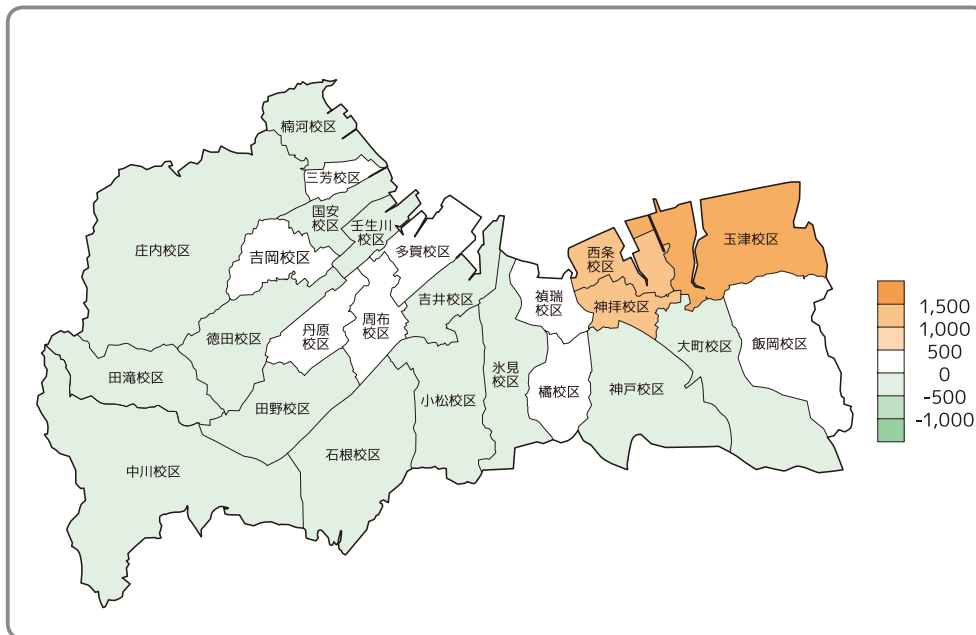 楠河校区
三芳校区
国安
校区
壬生川
校区
庄内校区
吉岡校区
多賀校区
西条
校区
玉津校区
吉井校区
禎瑞
校区
神拝校区
徳田校区
丹原
校区
周布
校区
大町校区
飯岡校区
田滝校区
氷見
校区
橘校区
神戸校区
田野校区
小松校区
石根校区
中川校区
1,500
1,000
500
0
-500
-1,000